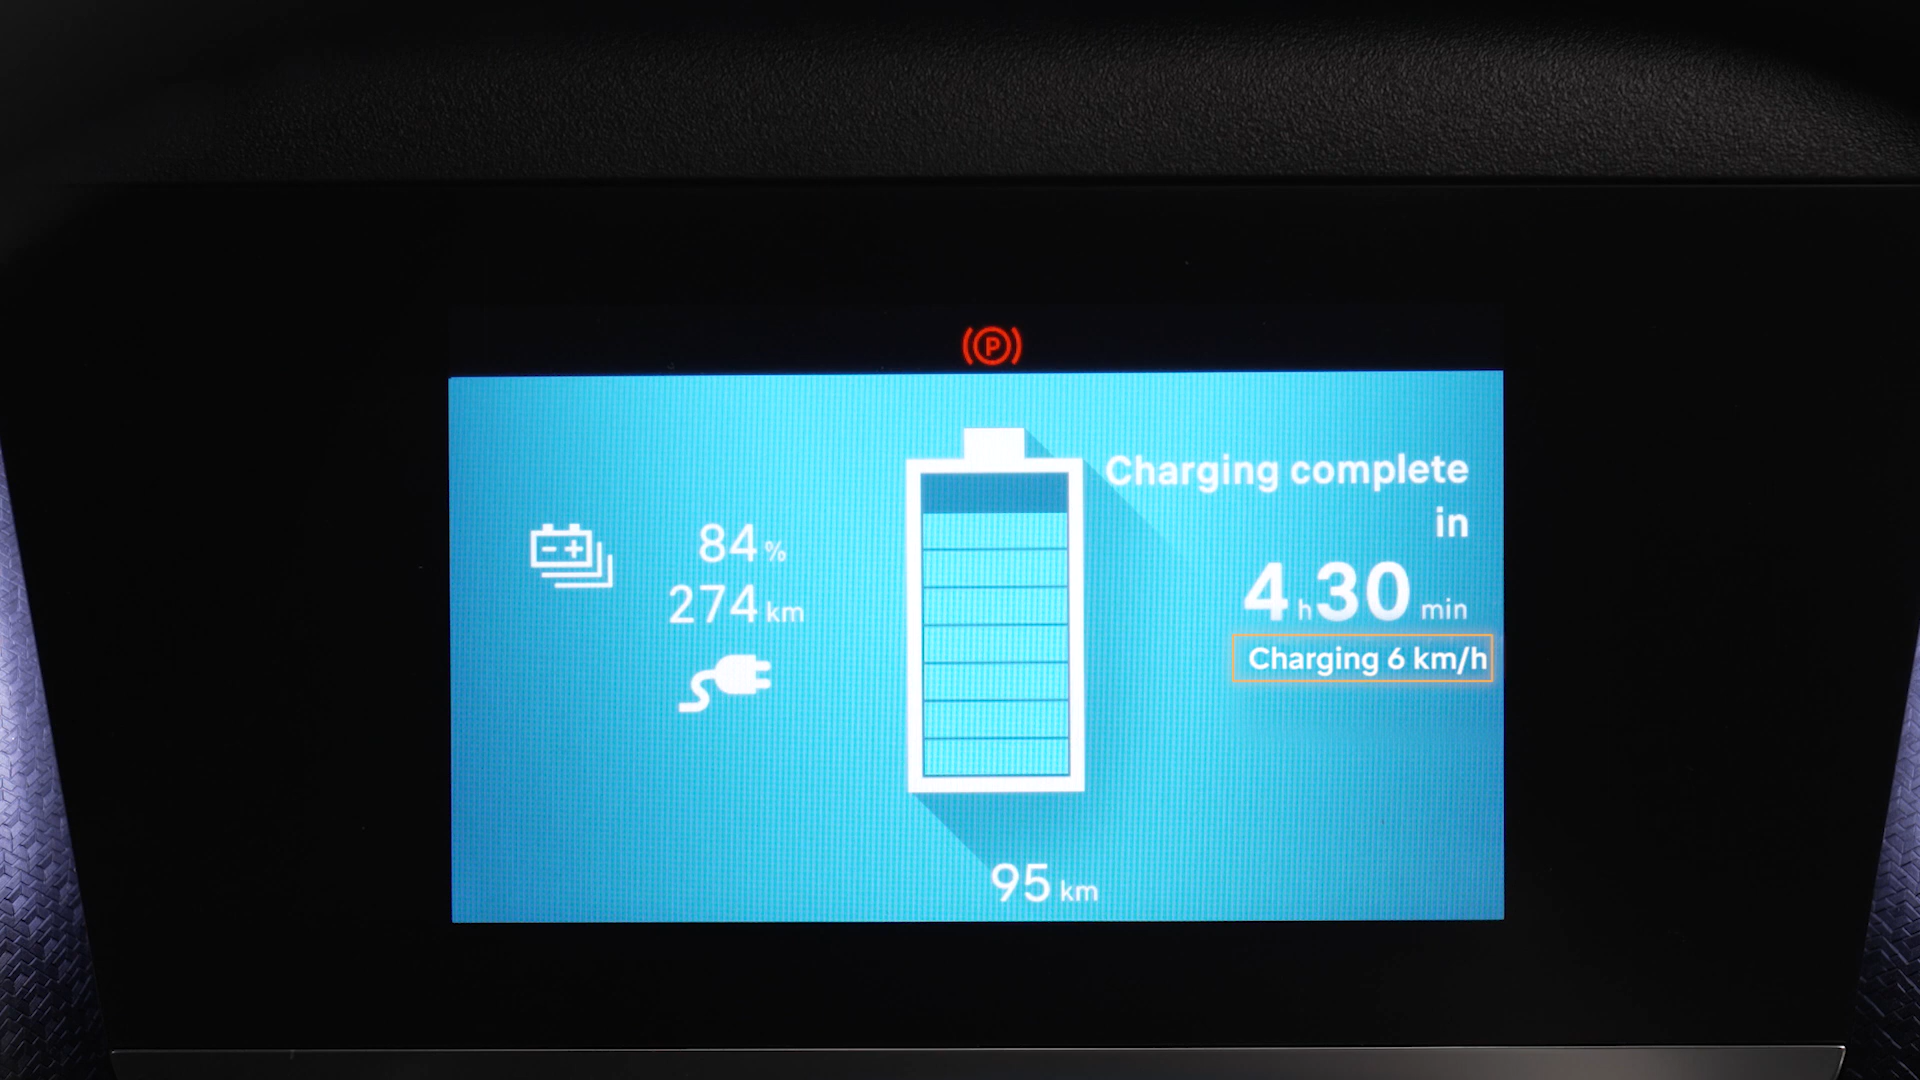 P
84 %
274 km
Charging complete
in
4 h 30 min
Charging 6 km/h
95 km